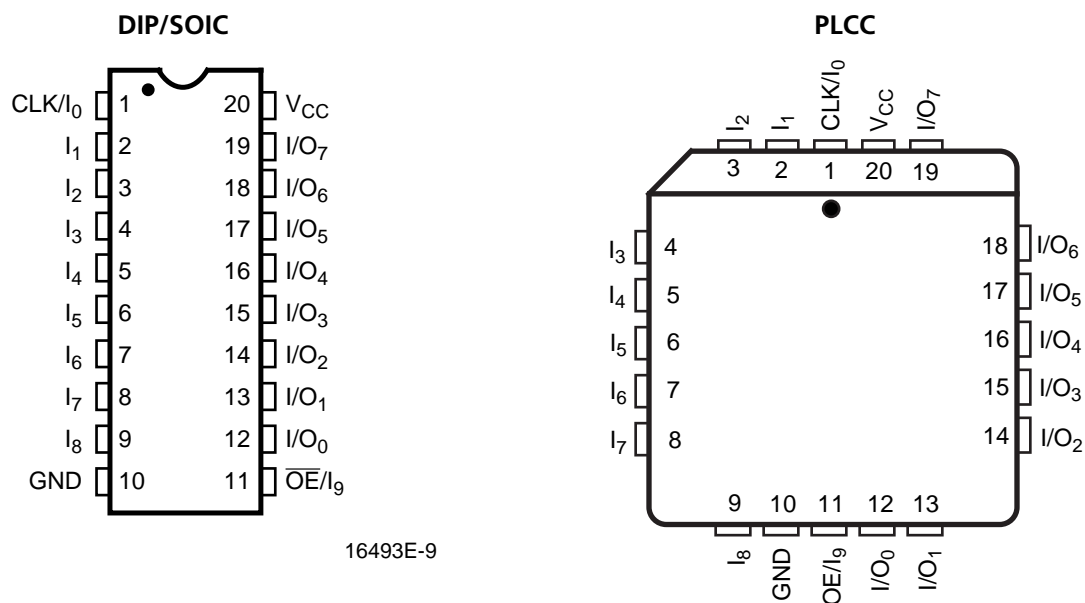 DIP/SOIC
CLK/I0 1 20 VCC
I1 2 19 I/O7
I2 3 18 I/O6
I3 4 17 I/O5
I4 5 16 I/O4
I5 6 15 I/O3
I6 7 14 I/O2
I7 8 13 I/O1
I8 9 12 I/O0
GND 10 11 O̅E̅/I9
16493E-9
PLCC
I2 I1 CLK/I0 VCC I/O7
3 2 1 20 19
I3 4 18 I/O6
I4 5 17 I/O5
I5 6 16 I/O4
I6 7 15 I/O3
I7 8 14 I/O2
9 10 11 12 13
I8 GND OE/I9 I/O0 I/O1